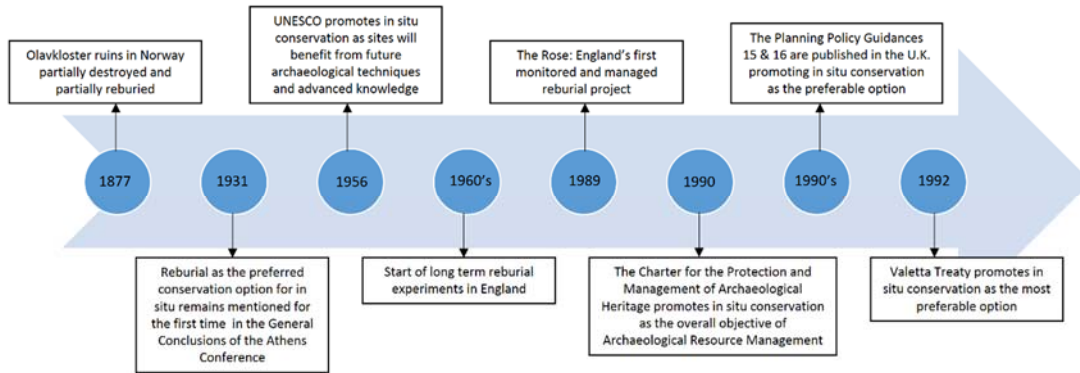 Olavkloster ruins in Norway
partially destroyed and
partially reburied
UNESCO promotes in situ
conservation as sites will
benefit from future
archaeological techniques
and advanced knowledge
The Rose: England's first
monitored and managed
reburial project
The Planning Policy Guidances
15 & 16 are published in the U.K.
promoting in situ conservation
as the preferable option
1877
1931
1956
1960's
1989
1990
1990's
1992
Reburial as the preferred
conservation option for in
situ remains mentioned for
the first time in the General
Conclusions of the Athens
Conference
Start of long term reburial
experiments in England
The Charter for the Protection and
Management of Archaeological
Heritage promotes in situ conservation
as the overall objective of
Archaeological Resource Management
Valetta Treaty promotes in
situ conservation as the most
preferable option